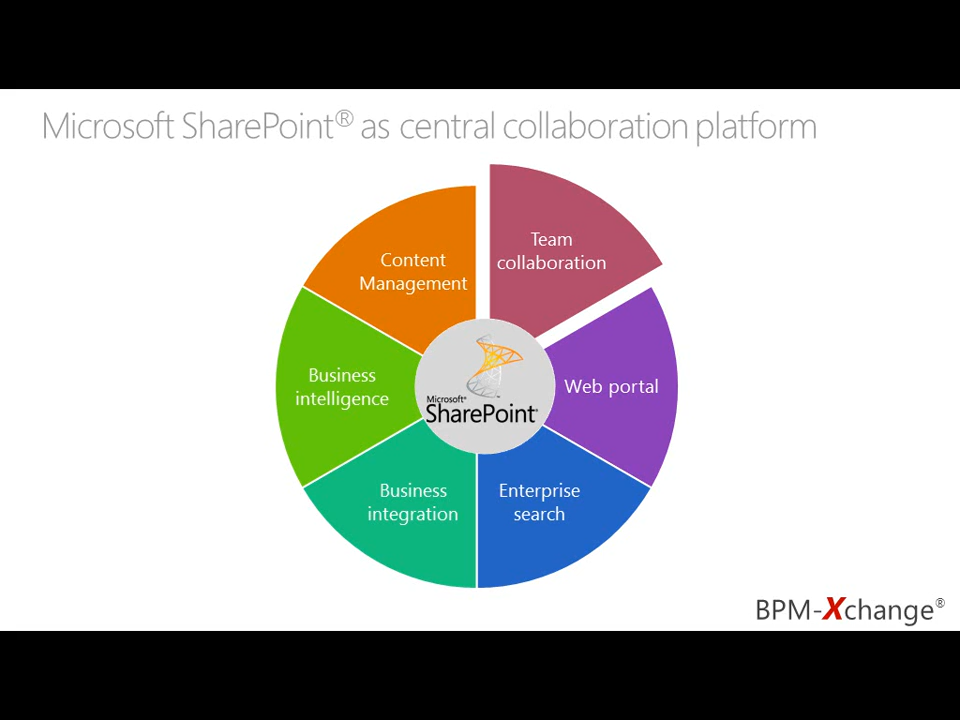 Microsoft SharePoint® as central collaboration platform
Team
collaboration
Content
Management
Business
intelligence
Web portal
Microsoft®
SharePoint®
Business
integration
Enterprise
search
BPM-Xchange®